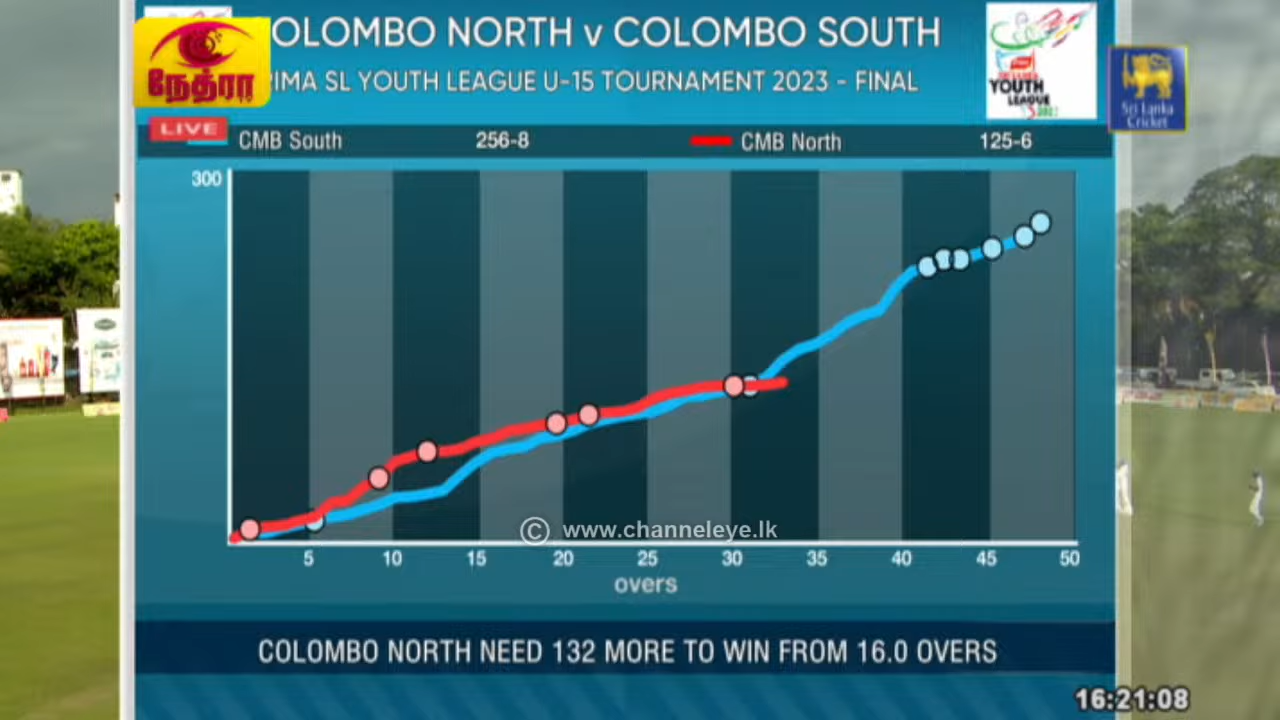 OLOMBO NORTH v COLOMBO SOUTH
RIMA SL YOUTH LEAGUE U-15 TOURNAMENT 2023 - FINAL
நேத்ரா
LIVE
YOUTH
LEAGUE
Sri Lanka
Cricket
CMB South 256-8 CMB North 125-6
300
© www.channeleye.lk
5 10 15 20 25 30 35 40 45 50
overs
COLOMBO NORTH NEED 132 MORE TO WIN FROM 16.0 OVERS
16:21:08